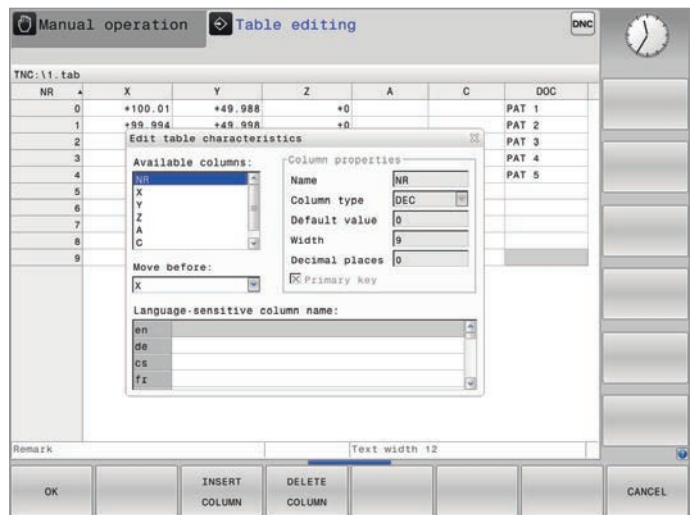 Manual operation Table editing DNC
TNC:\1.tab
NR X Y Z A C DOC
0 +100.01 +49.988 +0 PAT 1
1 +99.994 +49.998 +0 PAT 2
2 PAT 3
3 PAT 4
4 PAT 5
5
6
7
8
9
Edit table characteristics
Available columns:
NR
X
Y
Z
A
C
Move before:
X
Column properties
Name NR
Column type DEC
Default value 0
Width 9
Decimal places 0
Primary key
Language-sensitive column name:
en
de
cs
fr
Remark Text width 12
OK INSERT COLUMN DELETE COLUMN CANCEL